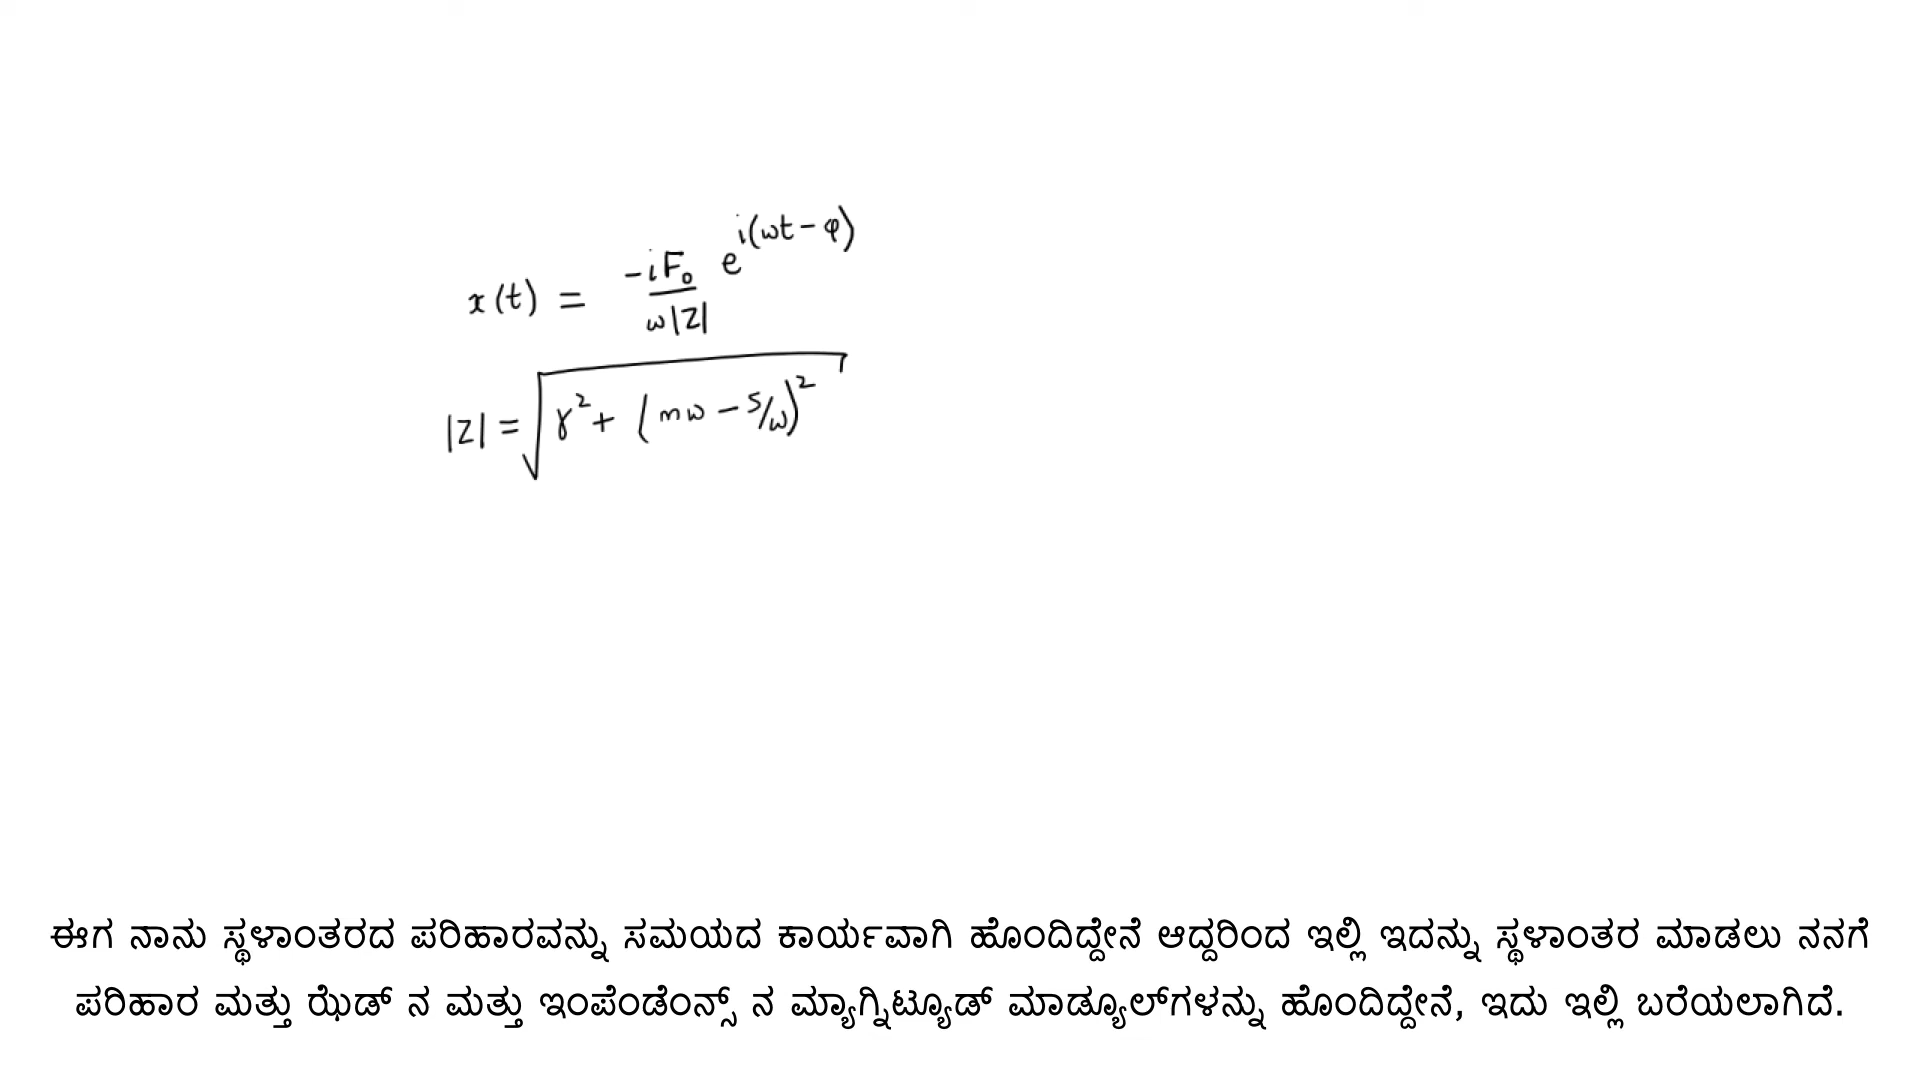 x(t) = -iF₀/ω|Z| e^i(ωt - φ)
|Z| = √(γ² + (mω - s/ω)²)
ಈಗ ನಾನು ಸ್ಥಳಾಂತರದ ಪರಿಹಾರವನ್ನು ಸಮಯದ ಕಾರ್ಯವಾಗಿ ಹೊಂದಿದ್ದೇನೆ ಆದ್ದರಿಂದ ಇಲ್ಲಿ ಇದನ್ನು ಸ್ಥಳಾಂತರ ಮಾಡಲು ನನಗೆ
ಪರಿಹಾರ ಮತ್ತು ಝೆಡ್ ನ ಮತ್ತು ಇಂಪೆಂಡೆಂನ್ಸ್ ನ ಮ್ಯಾಗ್ನಿಟ್ಯೂಡ್ ಮಾಡ್ಯೂಲ್‌ಗಳನ್ನು ಹೊಂದಿದ್ದೇನೆ, ಇದು ಇಲ್ಲಿ ಬರೆಯಲಾಗಿದೆ.